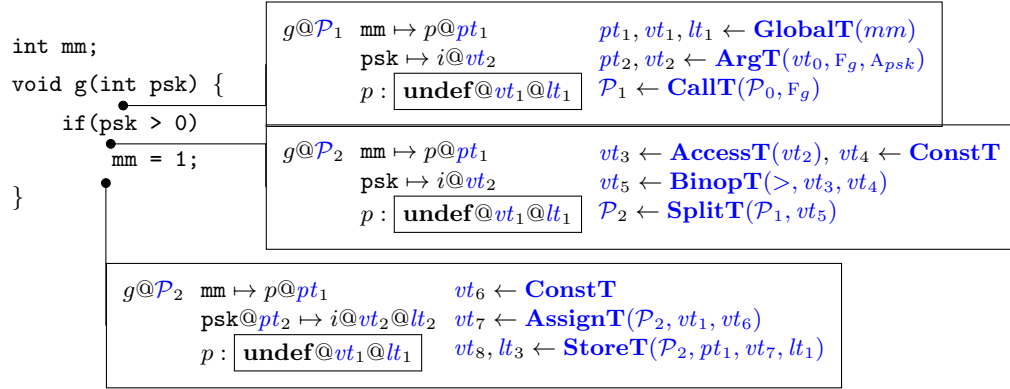 int mm;
void g(int psk) {
if(psk > 0)
mm = 1;
}
g@𝒫₁ mm ↦ p@pt₁ pt₁, vt₁, lt₁ ← GlobalT(mm)
psk ↦ i@vt₂ pt₂, vt₂ ← ArgT(vt₀, F_g, A_psk)
p : undef@vt₁@lt₁ 𝒫₁ ← CallT(𝒫₀, F_g)
g@𝒫₂ mm ↦ p@pt₁ vt₃ ← AccessT(vt₂), vt₄ ← ConstT
psk ↦ i@vt₂ vt₅ ← BinopT(>, vt₃, vt₄)
p : undef@vt₁@lt₁ 𝒫₂ ← SplitT(𝒫₁, vt₅)
g@𝒫₂ mm ↦ p@pt₁ vt₆ ← ConstT
psk@pt₂ ↦ i@vt₂@lt₂ vt₇ ← AssignT(𝒫₂, vt₁, vt₆)
p : undef@vt₁@lt₁ vt₈, lt₃ ← StoreT(𝒫₂, pt₁, vt₇, lt₁)